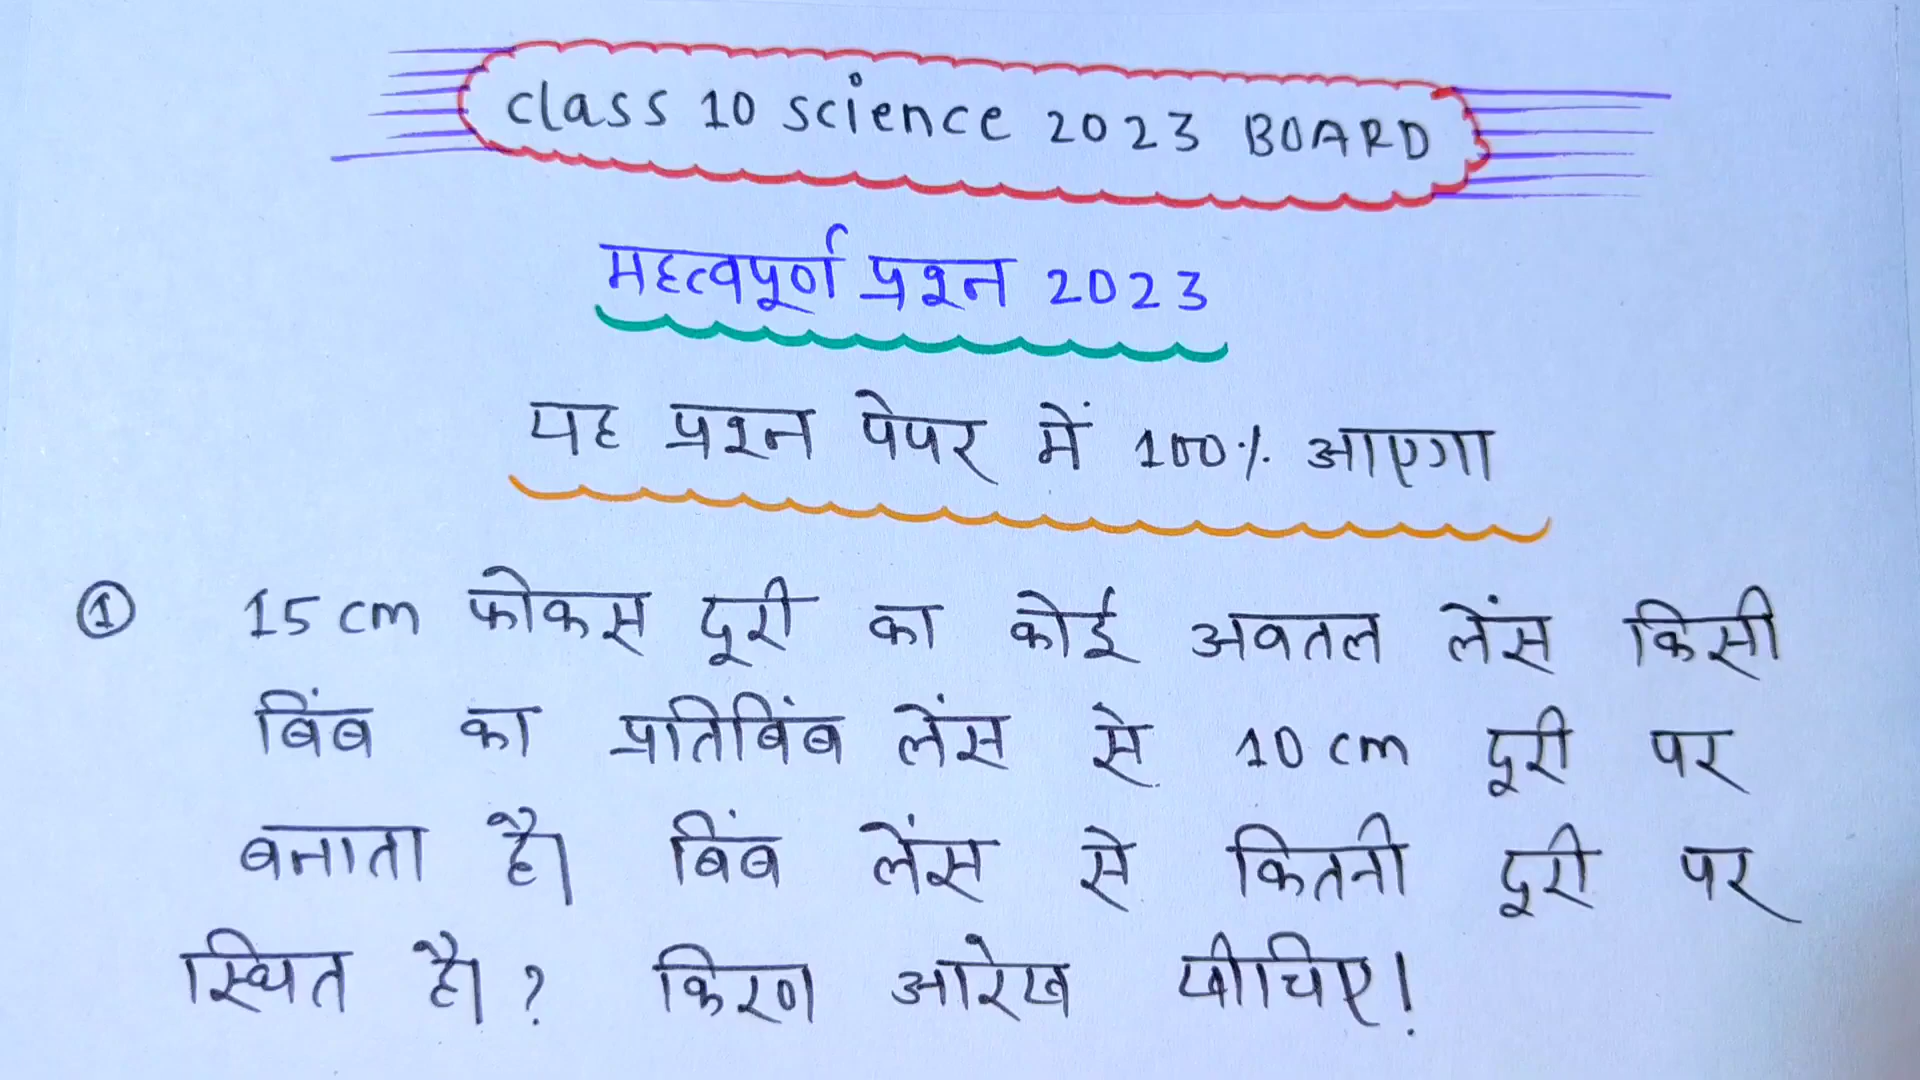 class 10 science 2023 BOARD
महत्वपूर्ण प्रश्न 2023
यह प्रश्न पेपर में 100% आएगा
① 15 cm फोकस दूरी का कोई अवतल लेंस किसी
बिंब का प्रतिबिंब लेंस से 10 cm दूरी पर
बनाता है। बिंब लेंस से कितनी दूरी पर
स्थित है।? किरण आरेख खीचिए!